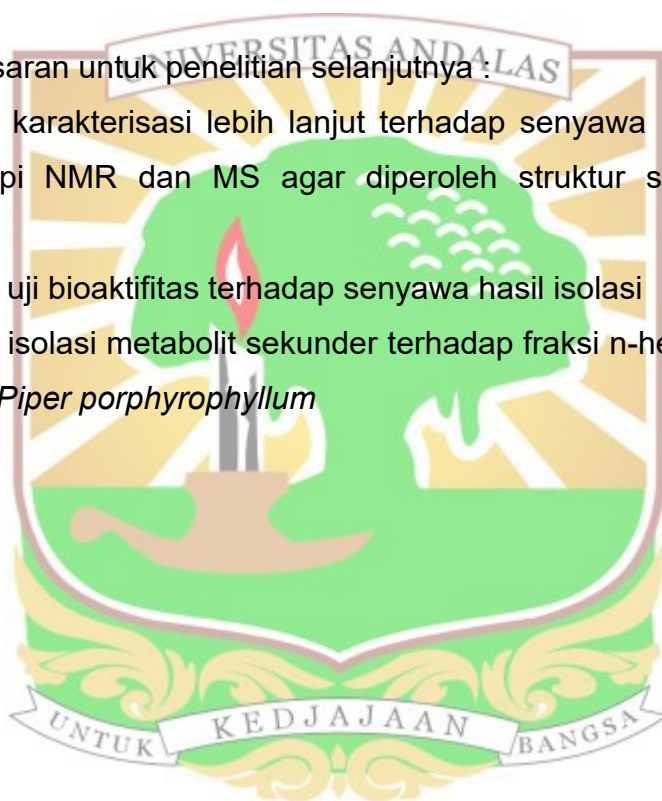 UNIVERSITAS ANDALAS
saran untuk penelitian selanjutnya :
karakterisasi lebih lanjut terhadap senyawa
pi NMR dan MS agar diperoleh struktur s
uji bioaktifitas terhadap senyawa hasil isolasi
isolasi metabolit sekunder terhadap fraksi n-he
Piper porphyrophyllum
UNTUK KEDJAJAAN BANGSA